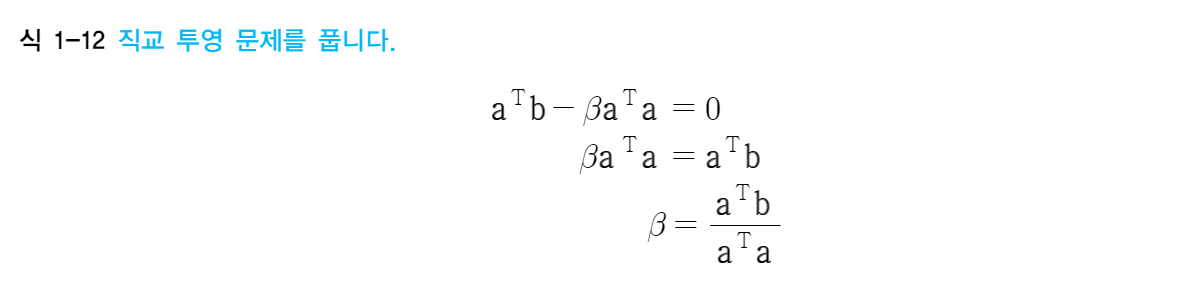 식 1-12 직교 투영 문제를 풉니다.
aᵀb − βaᵀa = 0
βaᵀa = aᵀb
β = aᵀb / aᵀa